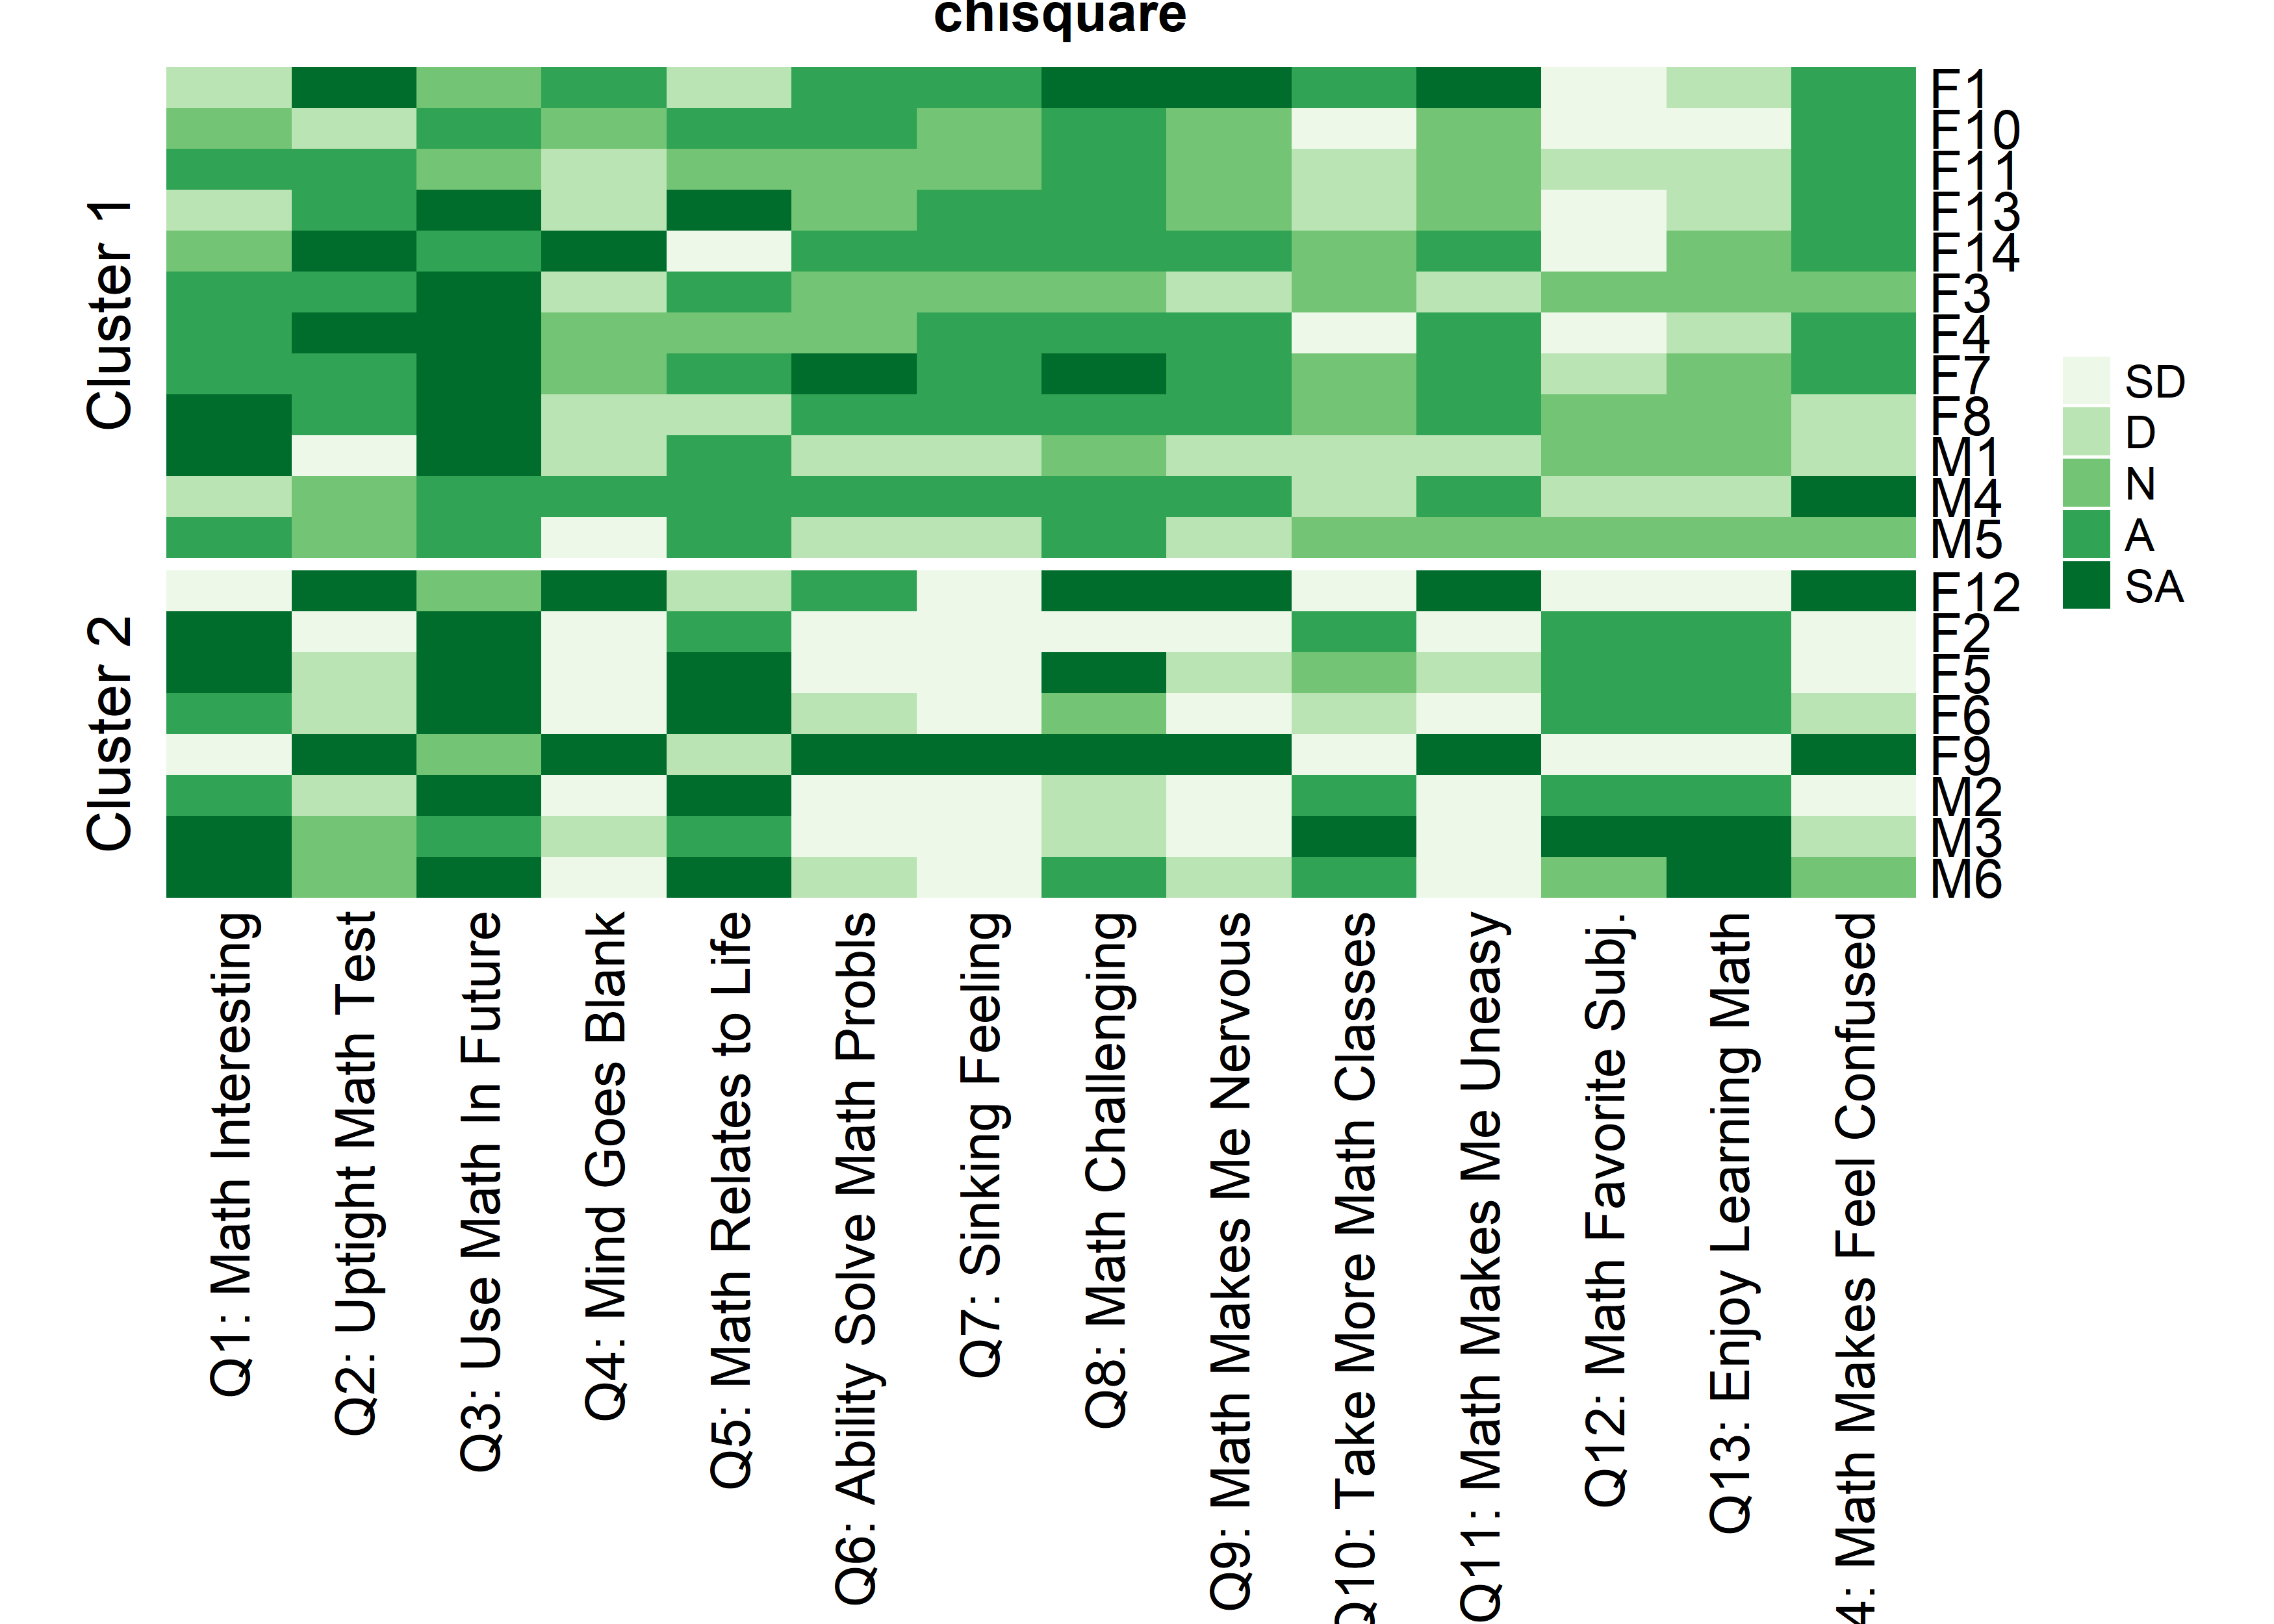 chisquare
Cluster 1
Cluster 2
F1
F10
F11
F13
F14
F3
F4
F7
F8
M1
M4
M5
F12
F2
F5
F6
F9
M2
M3
M6
SD
D
N
A
SA
Q1: Math Interesting
Q2: Uptight Math Test
Q3: Use Math In Future
Q4: Mind Goes Blank
Q5: Math Relates to Life
Q6: Ability Solve Math Probls
Q7: Sinking Feeling
Q8: Math Challenging
Q9: Math Makes Me Nervous
Q10: Take More Math Classes
Q11: Math Makes Me Uneasy
Q12: Math Favorite Subj.
Q13: Enjoy Learning Math
4: Math Makes Feel Confused